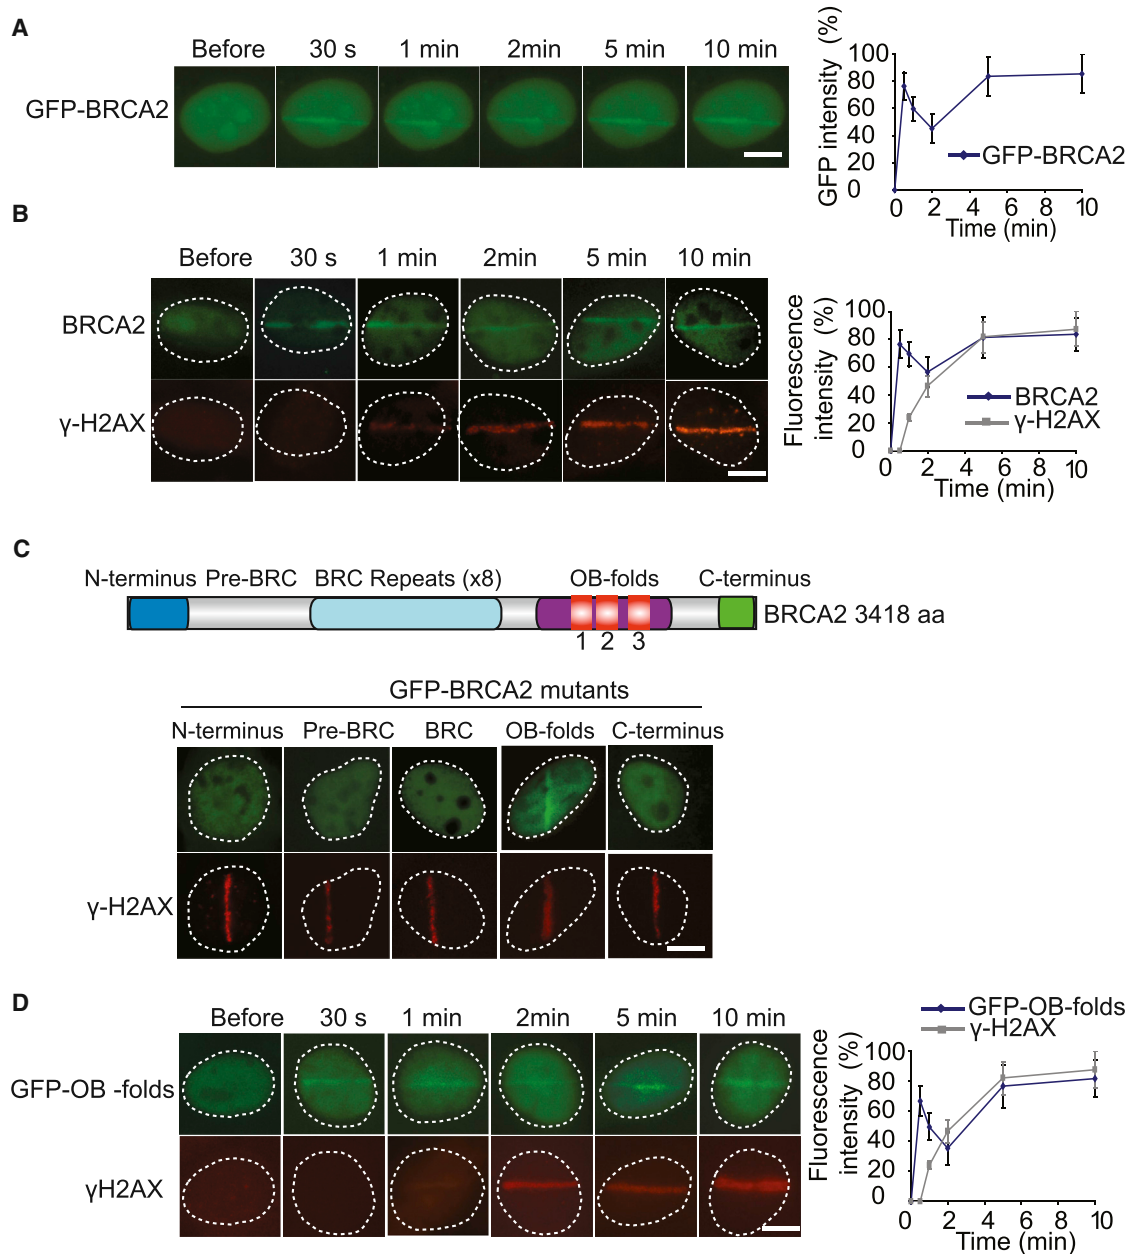 A
Before 30 s 1 min 2min 5 min 10 min
GFP-BRCA2
GFP intensity (%)
100
80
60
40
20
0
GFP-BRCA2
0 2 4 6 8 10
Time (min)
B
Before 30 s 1 min 2min 5 min 10 min
BRCA2
γ-H2AX
Fluorescence
intensity (%)
100
80
60
40
20
0
BRCA2
γ-H2AX
0 2 4 6 8 10
Time (min)
C
N-terminus Pre-BRC BRC Repeats (x8) OB-folds C-terminus
BRCA2 3418 aa
1 2 3
GFP-BRCA2 mutants
N-terminus Pre-BRC BRC OB-folds C-terminus
γ-H2AX
D
Before 30 s 1 min 2min 5 min 10 min
GFP-OB -folds
γH2AX
GFP-OB-folds
γ-H2AX
Fluorescence
intensity (%)
100
80
60
40
20
0
0 2 4 6 8 10
Time (min)